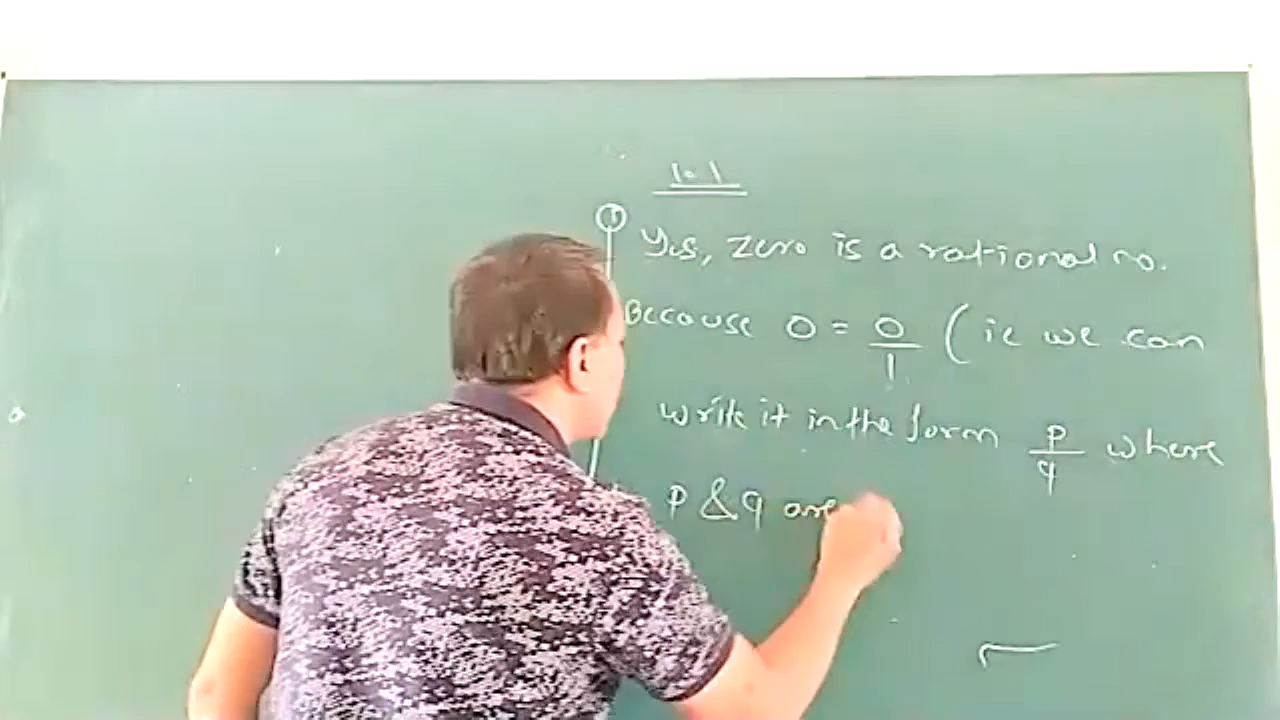 1.1
① Yes, zero is a rational no.
Because 0 = 0/1 (ie we can
write it in the form p/q where
p & q are